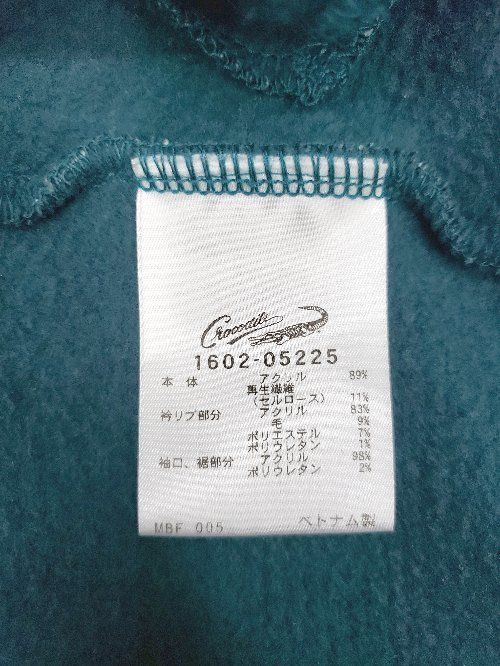 Crocodile
1602-05225
本体 アクリル 89%
再生繊維
(セルロース) 11%
衿リブ部分 アクリル 83%
毛 9%
ポリエステル 7%
ポリウレタン 1%
袖口、裾部分 アクリル 98%
ポリウレタン 2%
MBF 005 ベトナム製